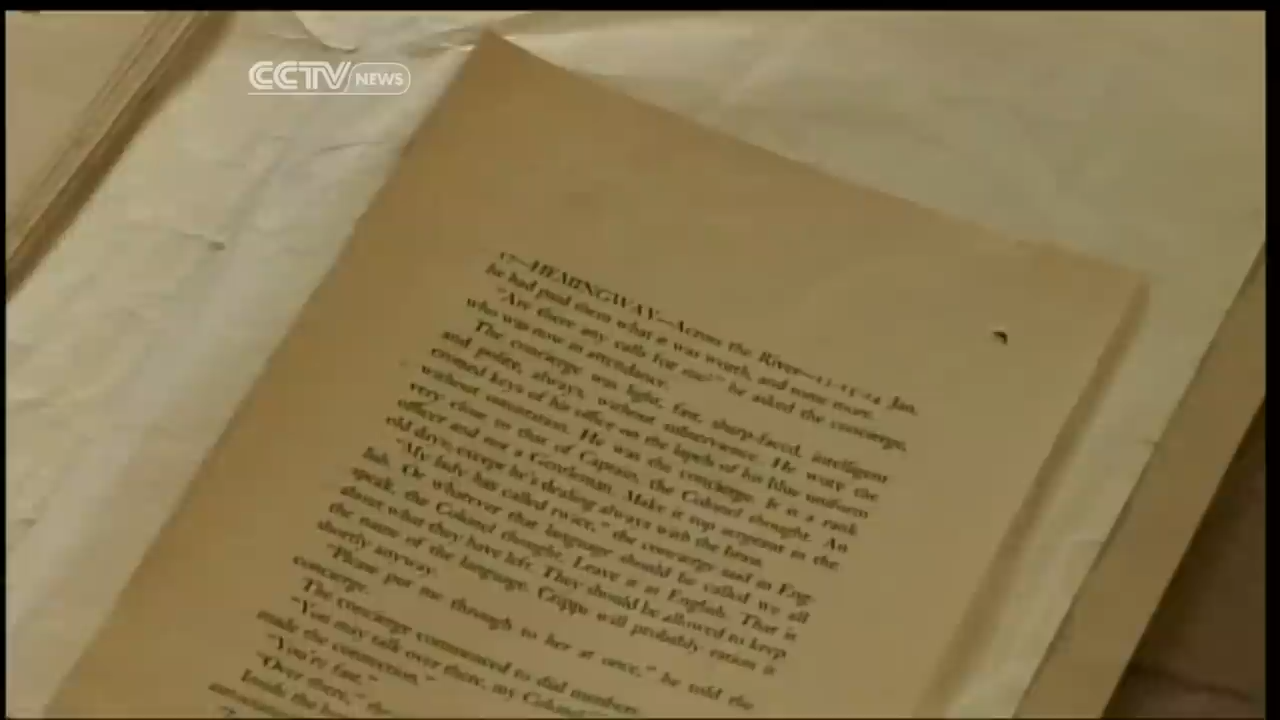 CCTV NEWS
17—HEMINGWAY—Across the River—12-15-14 Jan.
he had paid them what it was worth, and some more.
"Are there any calls for me?" he asked the concierge,
who was now in attendance.
The concierge was light, fast, sharp-faced, intelligent
and polite, always, without subservience. He wore the
crossed keys of his office on the lapels of his blue uniform
without ostentation. He was the concierge. It is a rank
very close to that of Captain, the Colonel thought. An
officer and not a Gentleman. Make it top sergeant in the
old days; except he's dealing always with the brass.
"My lady has called twice," the concierge said in Eng-
lish. Or whatever that language should be called we all
speak, the Colonel thought. Leave it at English. That is
about what they have left. They should be allowed to keep
the name of the language. Cripps will probably ration it
shortly anyway.
"Please put me through to her at once," he told the
concierge.
The concierge commenced to dial numbers.
"You may talk over there, my Colonel,"
made the connection."
"You're fast."
"Over there," the